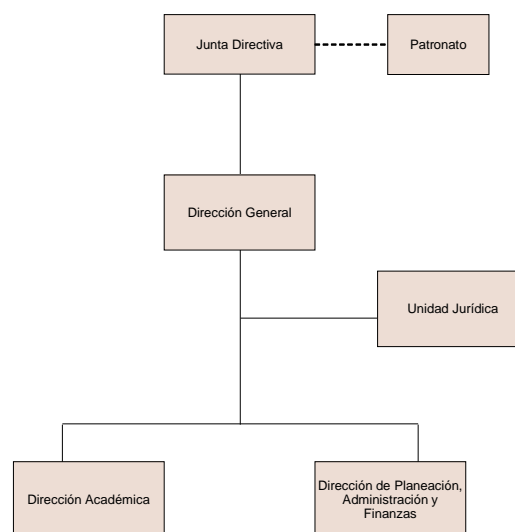 Junta Directiva
Patronato
Dirección General
Unidad Jurídica
Dirección Académica
Dirección de Planeación,
Administración y
Finanzas